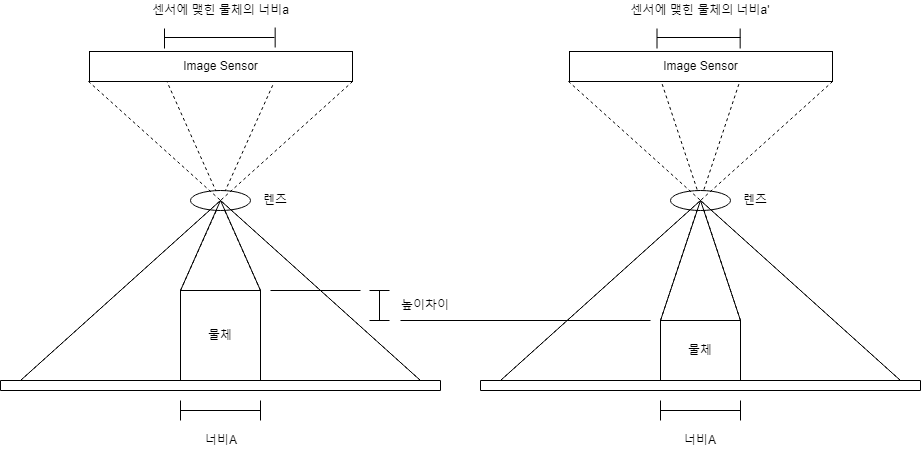 센서에 맺힌 물체의 너비a
센서에 맺힌 물체의 너비a'
Image Sensor
Image Sensor
렌즈
렌즈
높이차이
물체
물체
너비A
너비A